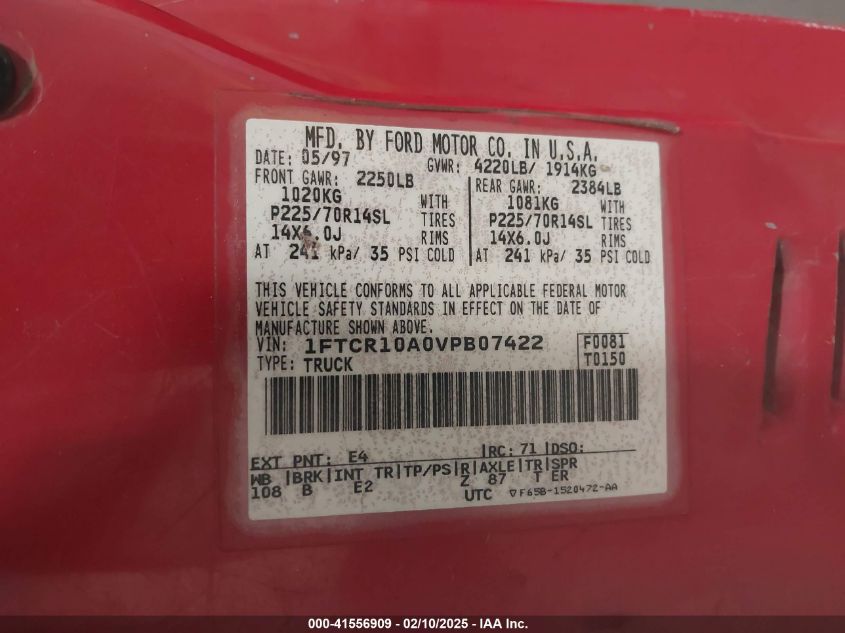 MFD. BY FORD MOTOR CO. IN U.S.A.
DATE: 05/97 GVWR: 4220LB/ 1914KG
FRONT GAWR: 2250LB REAR GAWR: 2384LB
1020KG WITH 1081KG WITH
P225/70R14SL TIRES P225/70R14SL TIRES
14X6.0J RIMS 14X6.0J RIMS
AT 241 kPa/ 35 PSI COLD AT 241 kPa/ 35 PSI COLD
THIS VEHICLE CONFORMS TO ALL APPLICABLE FEDERAL MOTOR
VEHICLE SAFETY STANDARDS IN EFFECT ON THE DATE OF
MANUFACTURE SHOWN ABOVE.
VIN: 1FTCR10A0VPB07422 F0081
TYPE: TRUCK T0150
EXT PNT: E4 RC: 71 DSO:
WB BRK INT TR TP/PS R AXLE TR SPR
108 B E2 Z 87 T ER
UTC ▽F65B-1520472-AA
000-41556909 - 02/10/2025 - IAA Inc.